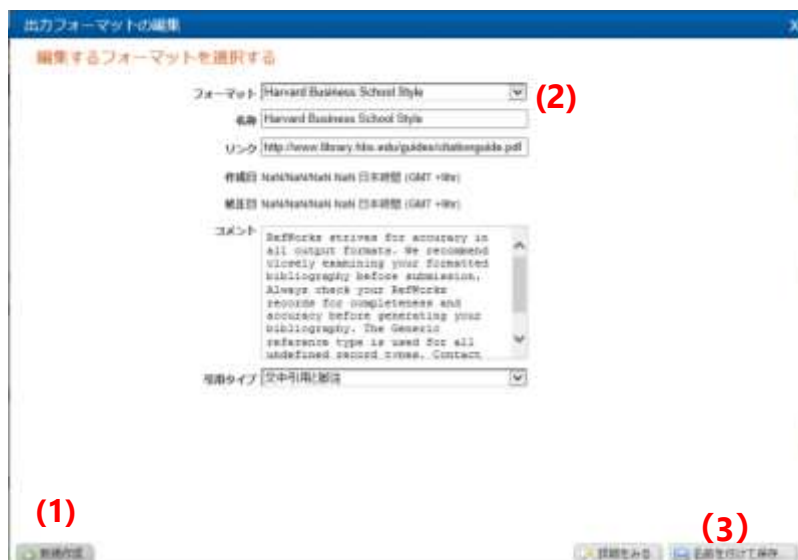 出力フォーマットの編集
X
編集するフォーマットを選択する
フォーマット Harvard Business School Style
(2)
名称 Harvard Business School Style
リンク http://www.library.hbs.edu/guides/citationguide.pdf
作成日 NaN/NaN/NaN NaN 日本時間 (GMT +9hr)
修正日 NaN/NaN/NaN NaN 日本時間 (GMT +9hr)
コメント RefWorks strives for accuracy in
all output formats. We recommend
closely examining your formatted
bibliography before submission.
Always check your RefWorks
records for completeness and
accuracy before generating your
bibliography. The Generic
reference type is used for all
undefined record types. Contact
引用タイプ 文中引用と脚注
(1)
(3)
新規作成
詳細をみる
名前を付けて保存